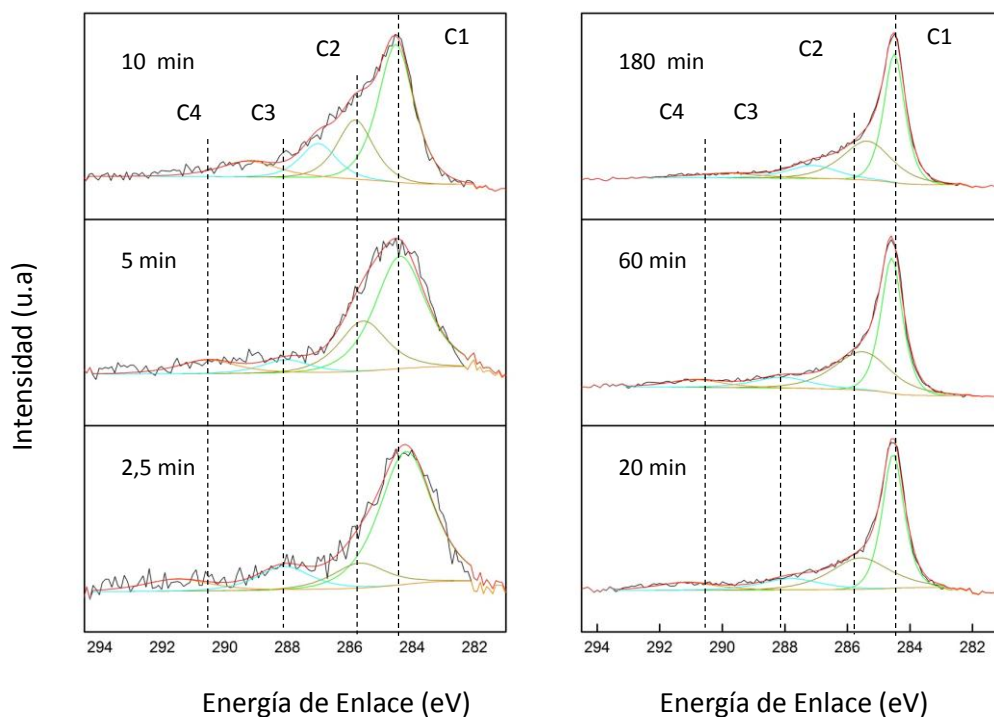 10 min
C2
C1
C4
C3
5 min
2,5 min
294
292
290
288
286
284
282
Energía de Enlace (eV)
Intensidad (u.a)
180 min
C2
C1
C4
C3
60 min
20 min
294
292
290
288
286
284
282
Energía de Enlace (eV)